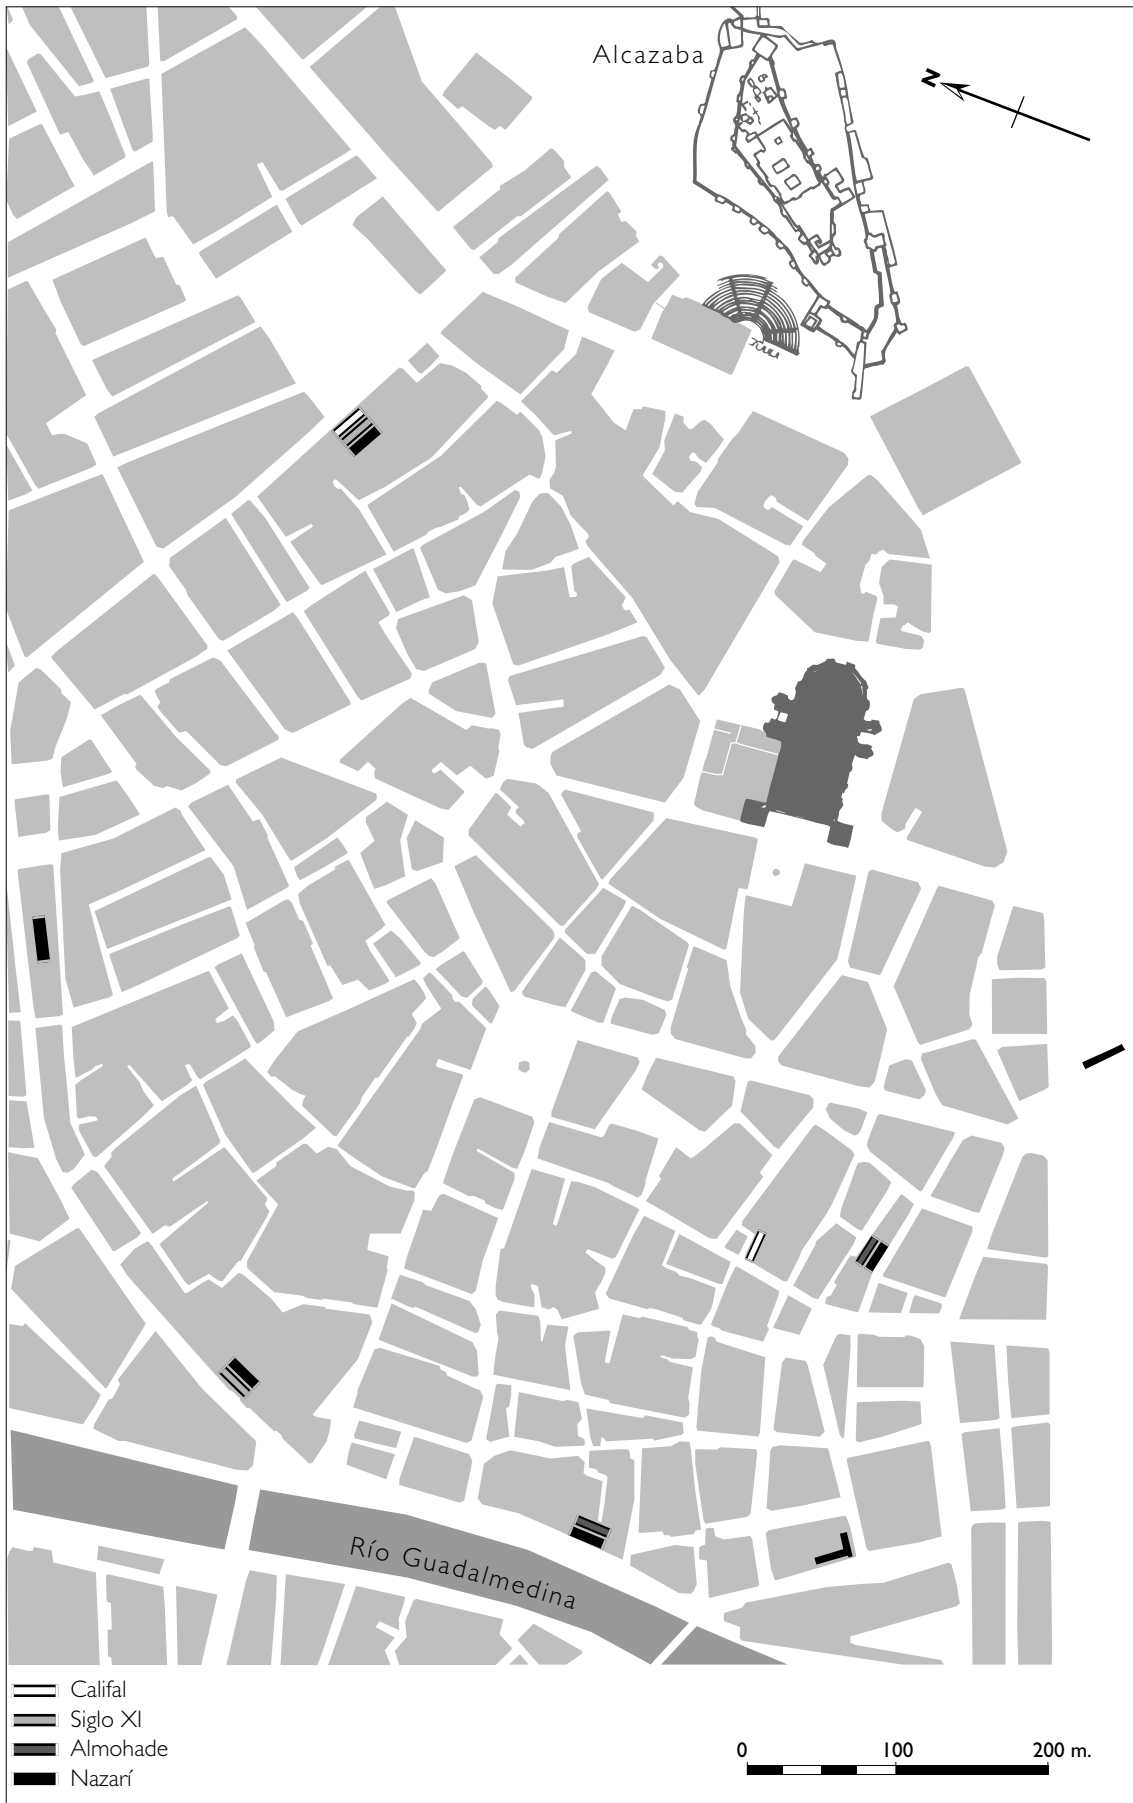 Alcazaba
N
Río Guadalmedina
Califal
Siglo XI
Almohade
Nazarí
0 100 200 m.